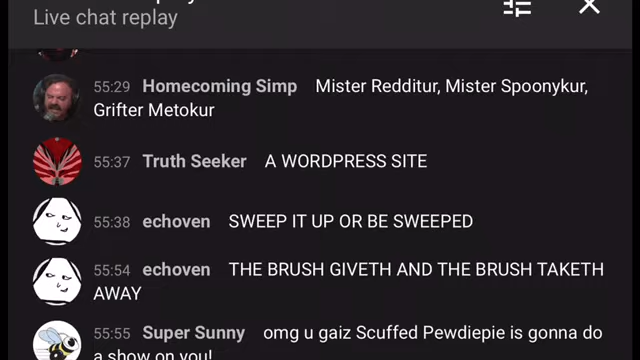 Live chat replay
55:29 Homecoming Simp Mister Redditur, Mister Spoonykur,
Grifter Metokur
55:37 Truth Seeker A WORDPRESS SITE
55:38 echoven SWEEP IT UP OR BE SWEEPED
55:54 echoven THE BRUSH GIVETH AND THE BRUSH TAKETH
AWAY
55:55 Super Sunny omg u gaiz Scuffed Pewdiepie is gonna do
a show on you!